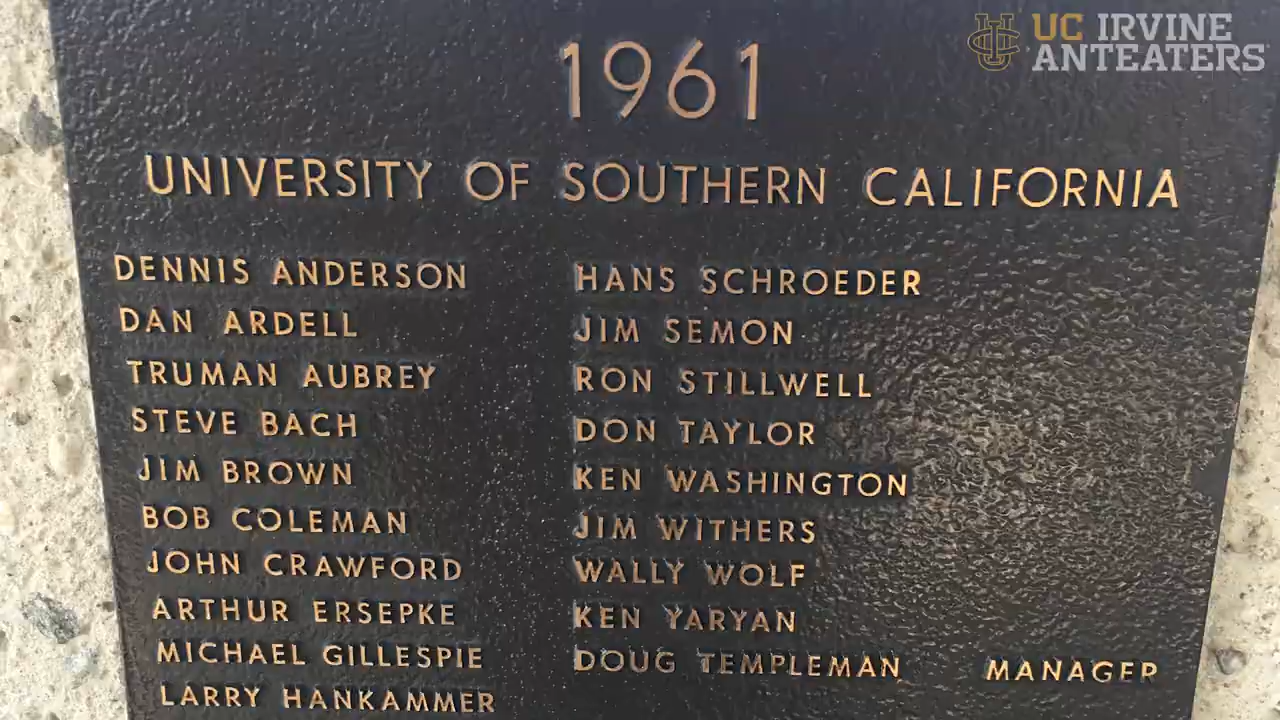 UC IRVINE
ANTEATERS
1961
UNIVERSITY OF SOUTHERN CALIFORNIA
DENNIS ANDERSON
DAN ARDELL
TRUMAN AUBREY
STEVE BACH
JIM BROWN
BOB COLEMAN
JOHN CRAWFORD
ARTHUR ERSEPKE
MICHAEL GILLESPIE
LARRY HANKAMMER
HANS SCHROEDER
JIM SEMON
RON STILLWELL
DON TAYLOR
KEN WASHINGTON
JIM WITHERS
WALLY WOLF
KEN YARYAN
DOUG TEMPLEMAN MANAGER